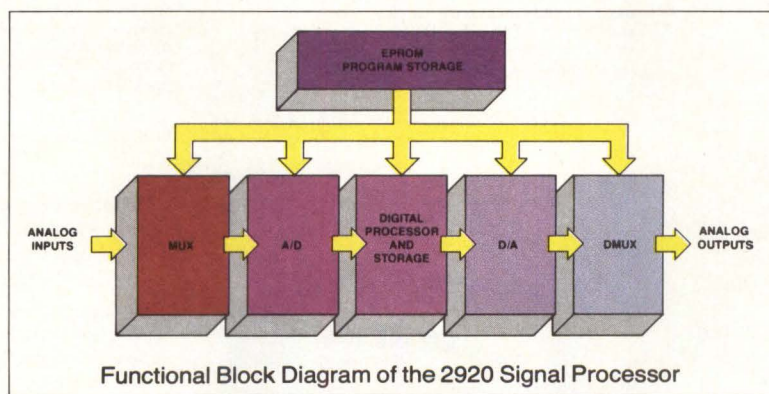 EPROM
PROGRAM STORAGE
ANALOG
INPUTS
MUX
A/D
DIGITAL
PROCESSOR
AND
STORAGE
D/A
DMUX
ANALOG
OUTPUTS
Functional Block Diagram of the 2920 Signal Processor